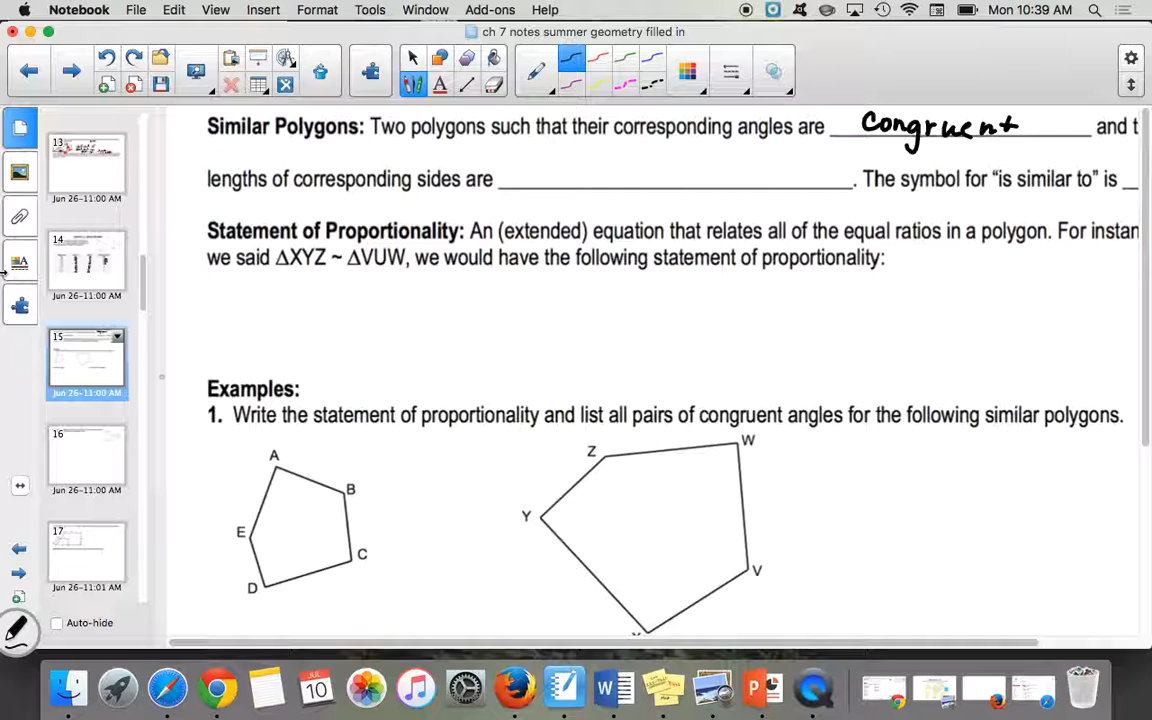 Notebook File Edit View Insert Format Tools Window Add-ons Help Mon 10:39 AM
ch 7 notes summer geometry filled in
13
Jun 26-11:00 AM
14
Jun 26-11:00 AM
15
Jun 26-11:00 AM
16
Jun 26-11:00 AM
17
Jun 26-11:01 AM
Auto-hide
Similar Polygons: Two polygons such that their corresponding angles are congruent and t
lengths of corresponding sides are ____. The symbol for “is similar to” is __
Statement of Proportionality: An (extended) equation that relates all of the equal ratios in a polygon. For instan
we said ΔXYZ ~ ΔVUW, we would have the following statement of proportionality:
Examples:
1. Write the statement of proportionality and list all pairs of congruent angles for the following similar polygons.
A
B
C
D
E
Z
W
Y
V
JUL
10